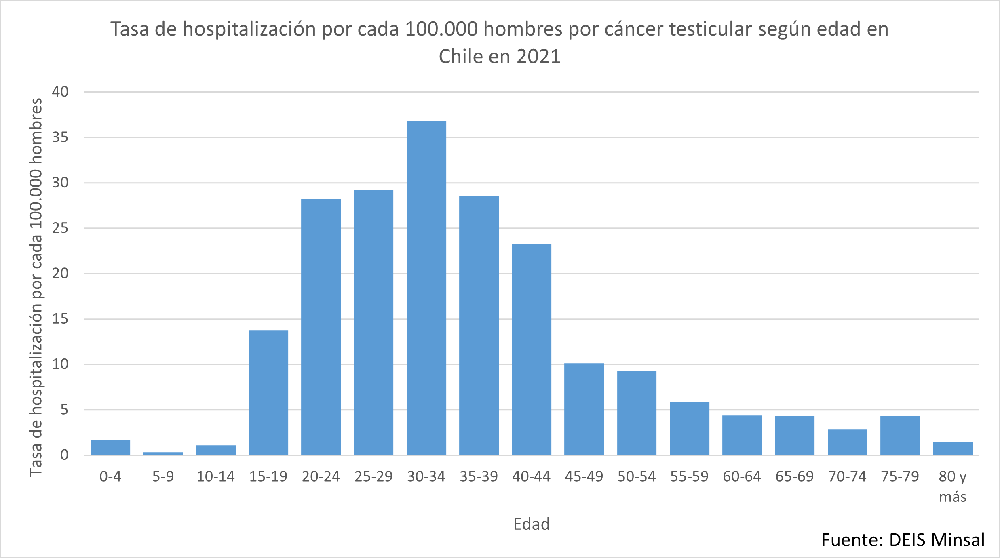 Tasa de hospitalización por cada 100.000 hombres por cáncer testicular según edad en
Chile en 2021
Tasa de hospitalización por cada 100.000 hombres
40
35
30
25
20
15
10
5
0
0-4 5-9 10-14 15-19 20-24 25-29 30-34 35-39 40-44 45-49 50-54 55-59 60-64 65-69 70-74 75-79 80 y
más
Edad
Fuente: DEIS Minsal